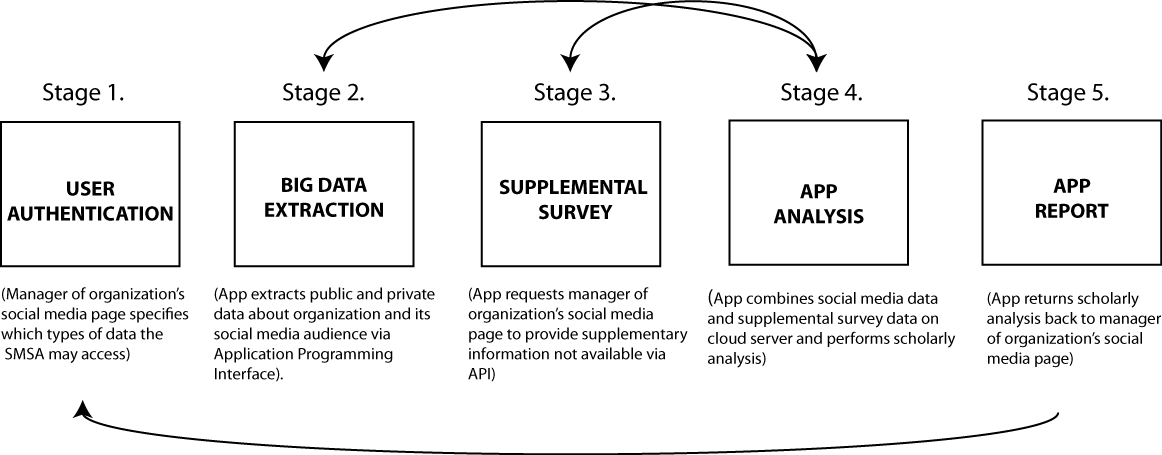 Stage 1.
Stage 2.
Stage 3.
Stage 4.
Stage 5.
USER
AUTHENTICATION
BIG DATA
EXTRACTION
SUPPLEMENTAL
SURVEY
APP
ANALYSIS
APP
REPORT
(Manager of organization’s
social media page specifies
which types of data the
SMSA may access)
(App extracts public and private
data about organization and its
social media audience via
Application Programming
Interface).
(App requests manager of
organization’s social media
page to provide supplementary
information not available via
API)
(App combines social media data
and supplemental survey data on
cloud server and performs scholarly
analysis)
(App returns scholarly
analysis back to manager
of organization’s social
media page)